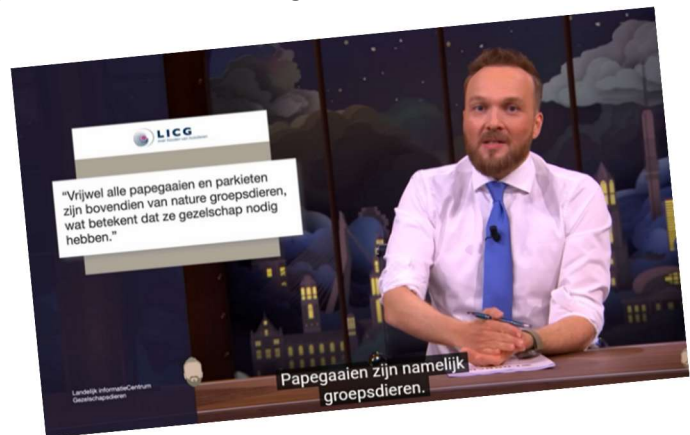 LICG
“Vrijwel alle papegaaien en parkieten
zijn bovendien van nature groepsdieren,
wat betekent dat ze gezelschap nodig
hebben.”
Landelijk informatieCentrum
Gezelschapsdieren
Papegaaien zijn namelijk
groepsdieren.